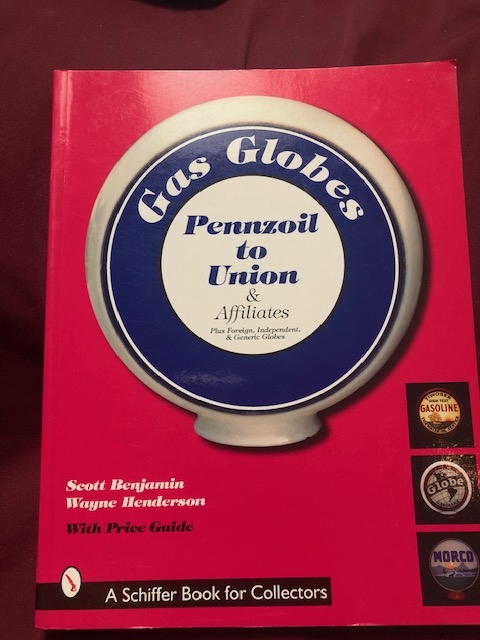 Gas Globes
Pennzoil
to
Union
&
Affiliates
Plus Foreign, Independent,
& Generic Globes
GASOLINE
Globe
MORCO
Scott Benjamin
Wayne Henderson
With Price Guide
A Schiffer Book for Collectors